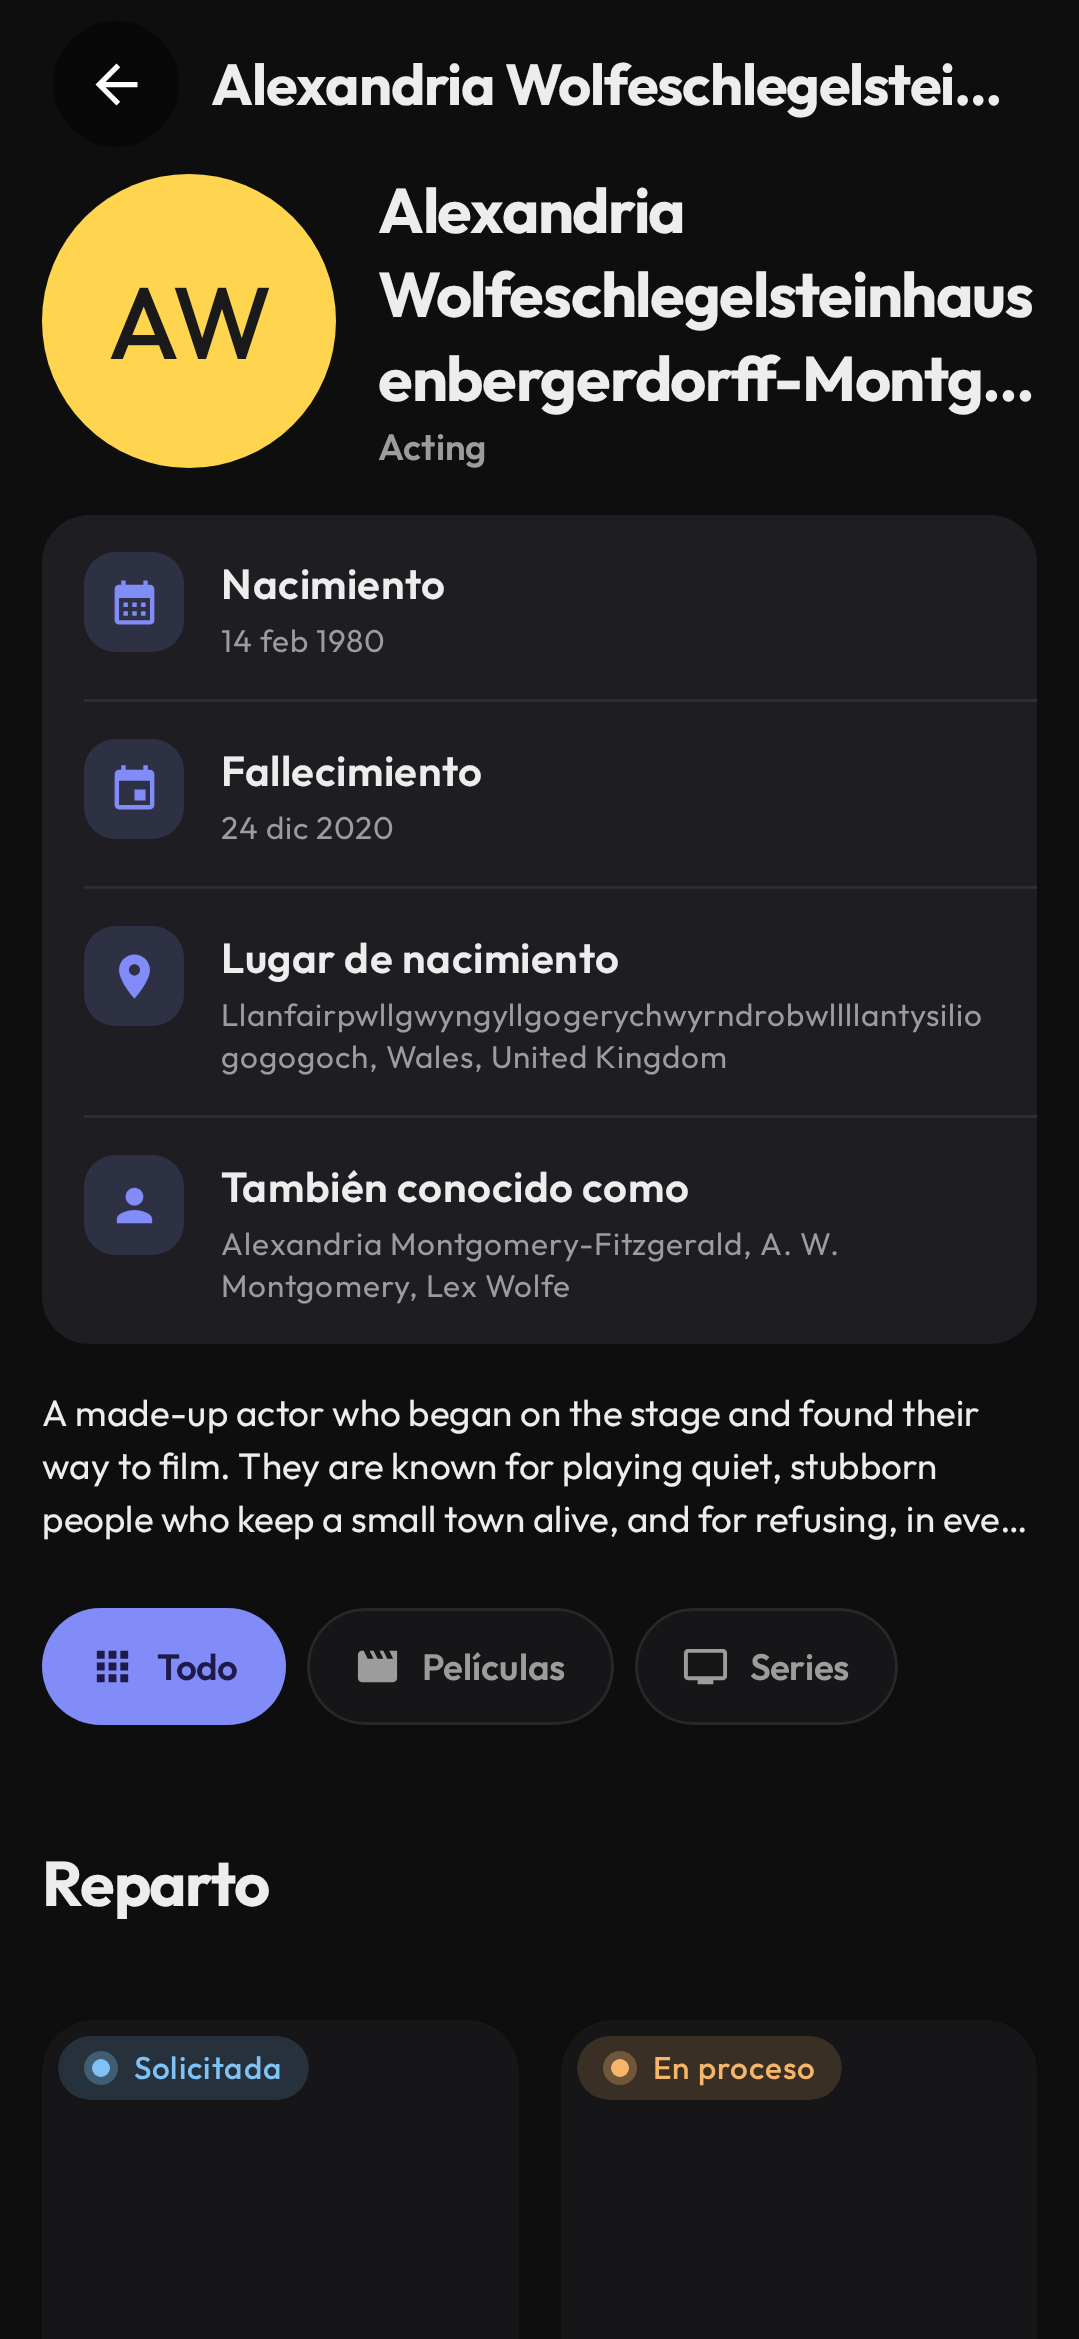 Alexandria Wolfeschlegelstei...
AW
Alexandria
Wolfeschlegelsteinhaus
enbergerdorff-Montg...
Acting
Nacimiento
14 feb 1980
Fallecimiento
24 dic 2020
Lugar de nacimiento
Llanfairpwllgwyngyllgogerychwyrndrobwllllantysilio
gogogoch, Wales, United Kingdom
También conocido como
Alexandria Montgomery-Fitzgerald, A. W.
Montgomery, Lex Wolfe
A made-up actor who began on the stage and found their
way to film. They are known for playing quiet, stubborn
people who keep a small town alive, and for refusing, in eve...
Todo
Películas
Series
Reparto
Solicitada
En proceso